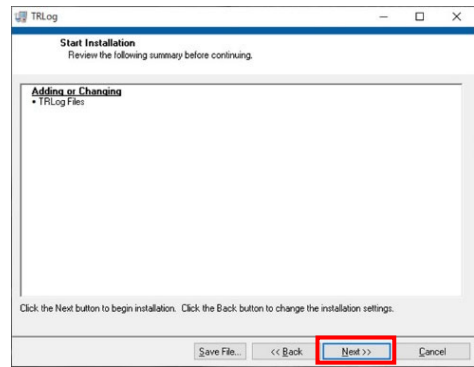 TRLog
Start Installation
Review the following summary before continuing.
Adding or Changing
• TRLog Files
Click the Next button to begin installation. Click the Back button to change the installation settings.
Save File... << Back Next >> Cancel